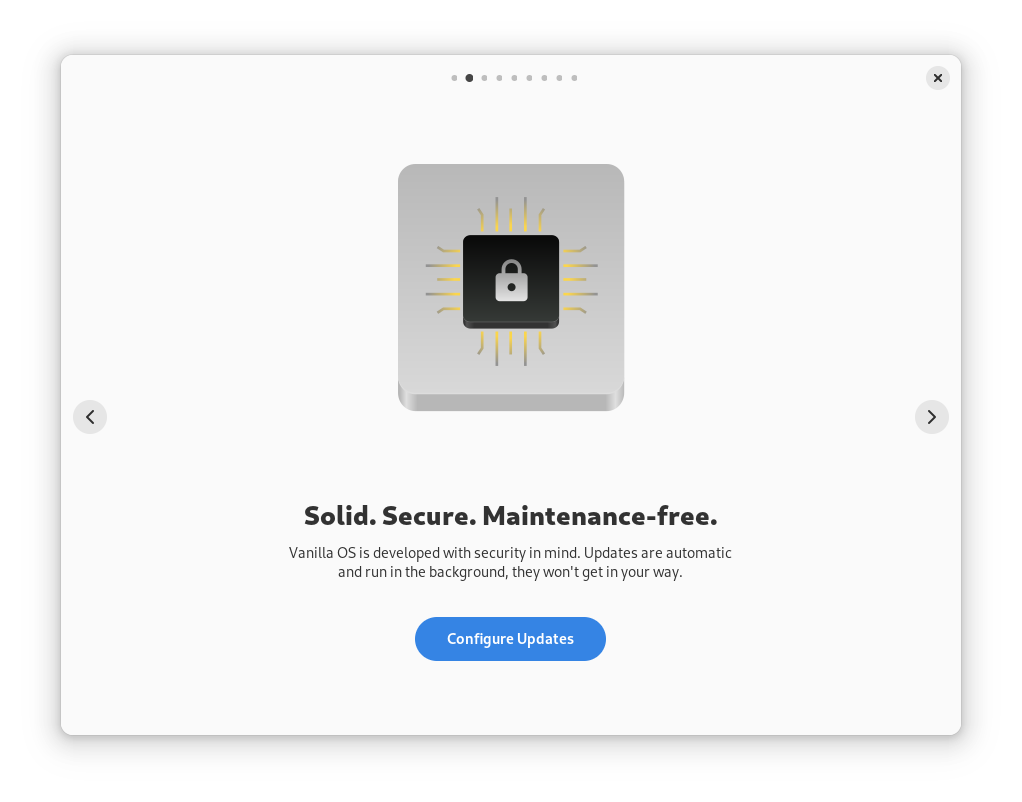 Solid. Secure. Maintenance-free.
Vanilla OS is developed with security in mind. Updates are automatic
and run in the background, they won't get in your way.
Configure Updates